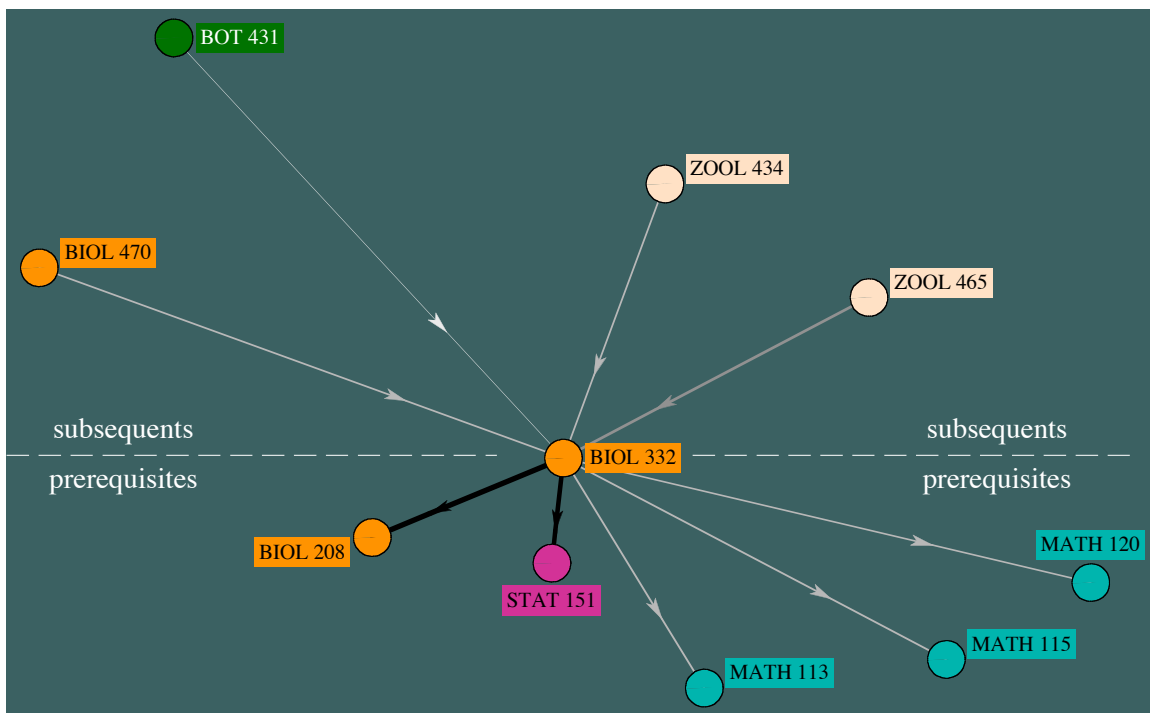 BOT 431
ZOOL 434
BIOL 470
ZOOL 465
subsequents
subsequents
BIOL 332
prerequisites
prerequisites
BIOL 208
MATH 120
STAT 151
MATH 115
MATH 113